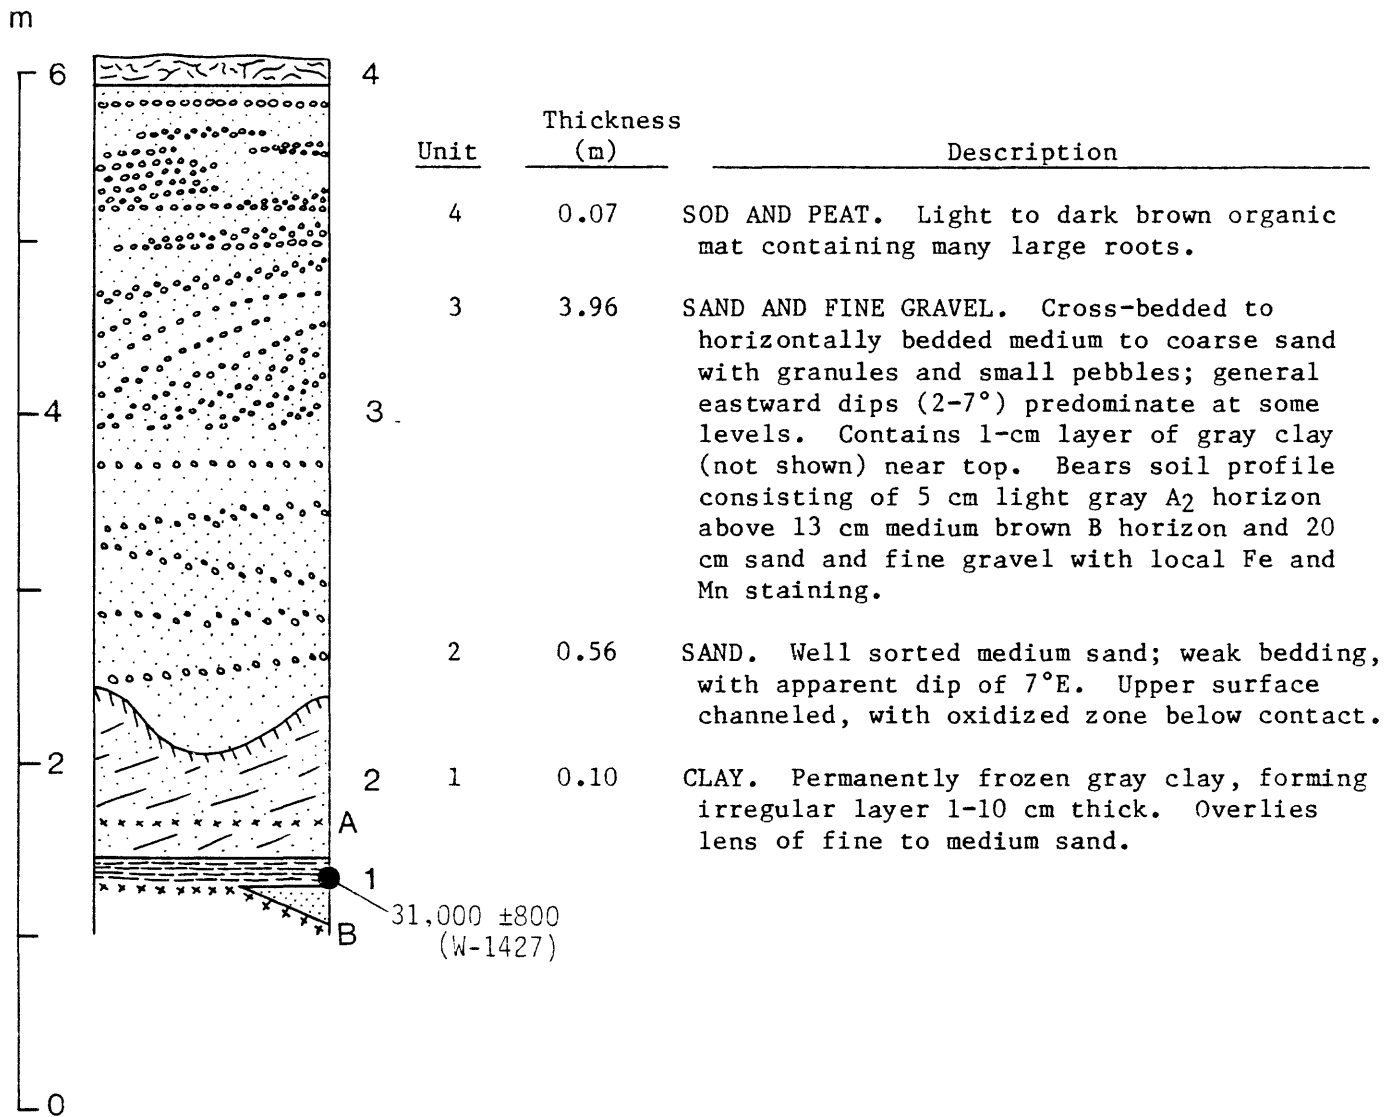 m
6
4
2
0
4
3
2
A
1
B
31,000 ±800
(W-1427)
Thickness
Unit (m) Description
4 0.07 SOD AND PEAT. Light to dark brown organic
mat containing many large roots.
3 3.96 SAND AND FINE GRAVEL. Cross-bedded to
horizontally bedded medium to coarse sand
with granules and small pebbles; general
eastward dips (2-7°) predominate at some
levels. Contains 1-cm layer of gray clay
(not shown) near top. Bears soil profile
consisting of 5 cm light gray A2 horizon
above 13 cm medium brown B horizon and 20
cm sand and fine gravel with local Fe and
Mn staining.
2 0.56 SAND. Well sorted medium sand; weak bedding,
with apparent dip of 7°E. Upper surface
channeled, with oxidized zone below contact.
1 0.10 CLAY. Permanently frozen gray clay, forming
irregular layer 1-10 cm thick. Overlies
lens of fine to medium sand.